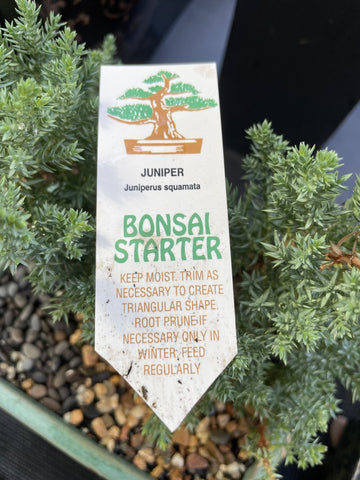 JUNIPER
Juniperus squamata
BONSAI
STARTER
KEEP MOIST. TRIM AS
NECESSARY TO CREATE
TRIANGULAR SHAPE.
ROOT PRUNE IF
NECESSARY ONLY IN
WINTER, FEED
REGULARLY